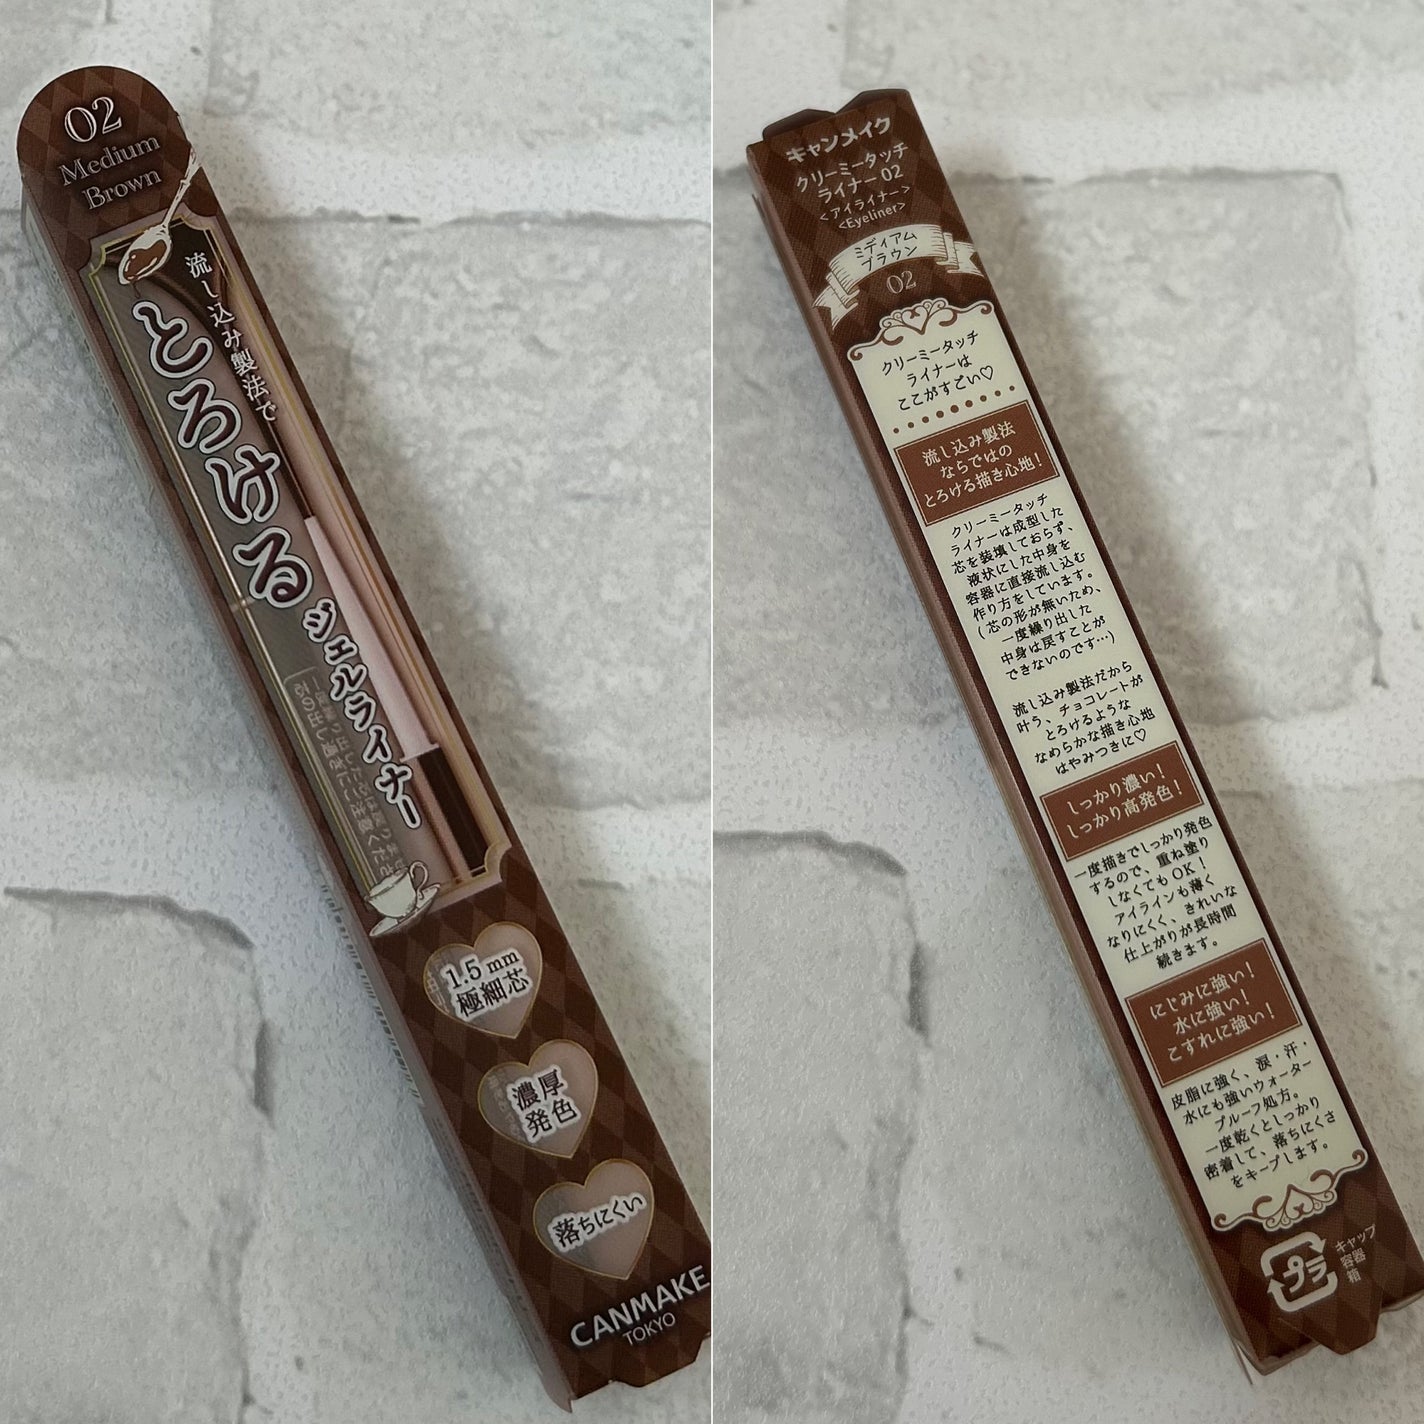 02
Medium
Brown
流し込み製法で
とろける
ジェルライナー
芯の出し過ぎにご注意ください
1.5 mm
極細芯
濃厚
発色
落ちにくい
CANMAKE
TOKYO
キャンメイク
クリーミータッチ
ライナー 02
<アイライナー>
<Eyeliner>
ミディアム
ブラウン
02
クリーミータッチ
ライナーは
ここがすごい♡
流し込み製法
ならではの
とろける描き心地!
クリーミータッチ
ライナーは成型した
芯を装填しておらず、
液状にした中身を
容器に直接流し込む
作り方をしています。
(芯の形が無いため、
一度繰り出した
中身は戻すことが
できないのです…)
流し込み製法だから
叶う、チョコレートが
とろけるような
なめらかな描き心地
はやみつきに♡
しっかり濃い!
しっかり高発色!
一度描きでしっかり発色
するので、重ね塗り
しなくてもOK!
アイラインも薄く
なりにくく、きれいな
仕上がりが長時間
続きます。
にじみに強い!
水に強い!
こすれに強い!
皮脂に強く、涙・汗・
水にも強いウォーター
プルーフ処方。
一度乾くとしっかり
密着して、落ちにくさ
をキープします。
プラ
キャップ
容器
箱